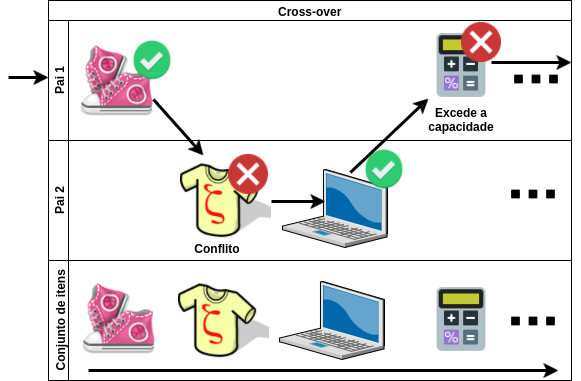 Cross-over
Pai 1
Excede a
capacidade
Pai 2
ζ
Conflito
Conjunto de itens
ζ